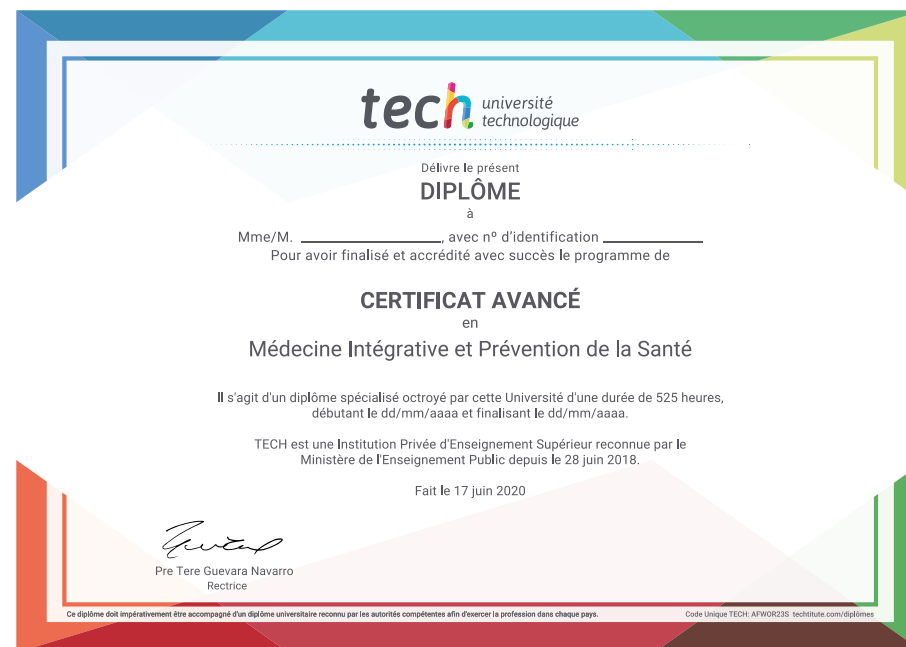 tech université
technologique
Délivre le présent
DIPLÔME
à
Mme/M. ____________________, avec nº d'identification ______________
Pour avoir finalisé et accrédité avec succès le programme de
CERTIFICAT AVANCÉ
en
Médecine Intégrative et Prévention de la Santé
Il s'agit d'un diplôme spécialisé octroyé par cette Université d'une durée de 525 heures,
débutant le dd/mm/aaaa et finalisant le dd/mm/aaaa.
TECH est une Institution Privée d'Enseignement Supérieur reconnue par le
Ministère de l'Enseignement Public depuis le 28 juin 2018.
Fait le 17 juin 2020
Pre Tere Guevara Navarro
Rectrice
Ce diplôme doit impérativement être accompagné d'un diplôme universitaire reconnu par les autorités compétentes afin d'exercer la profession dans chaque pays.
Code Unique TECH: AFWOR23S techtitute.com/diplômes